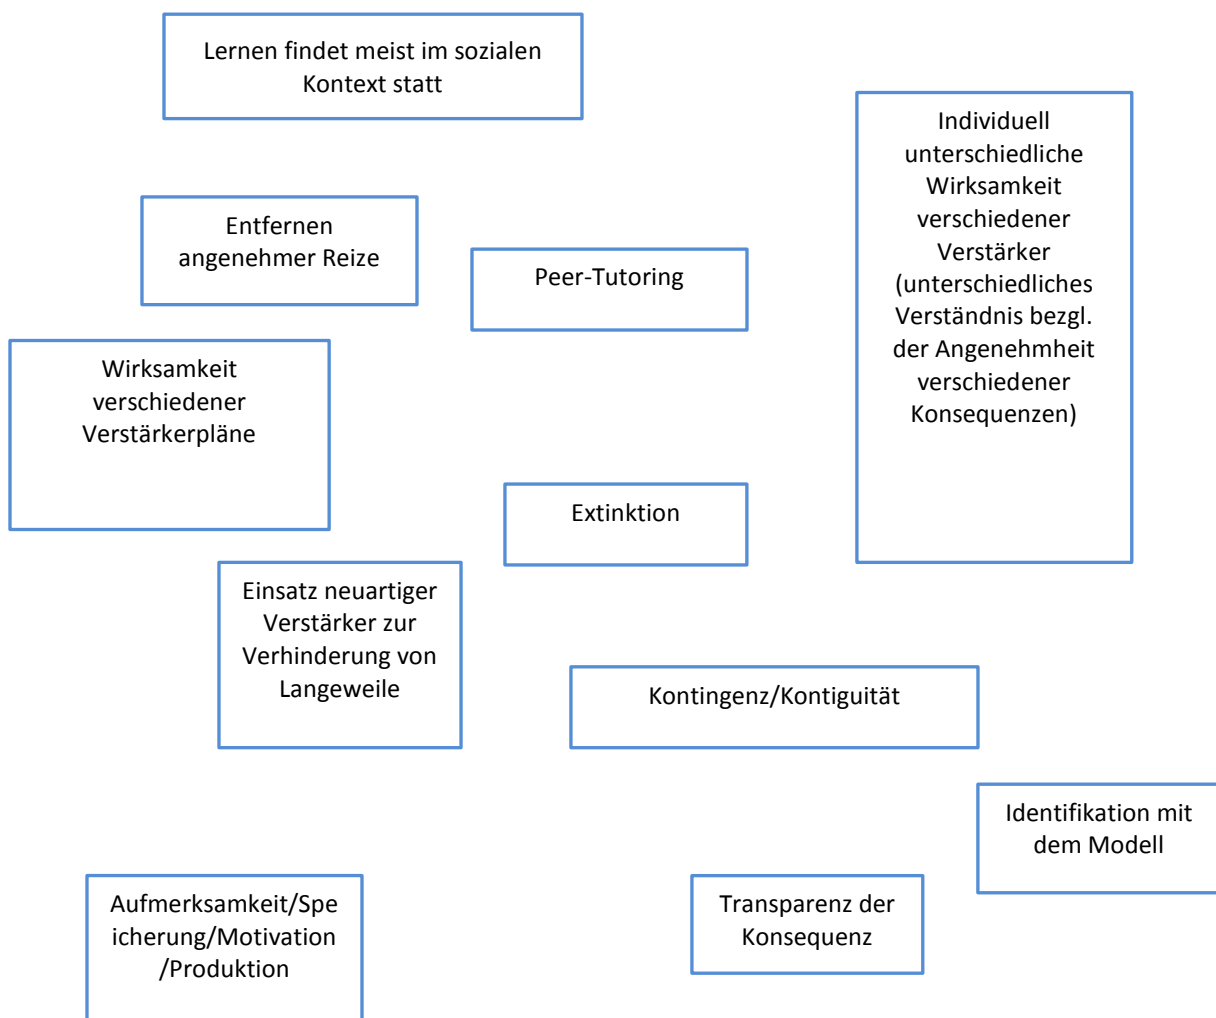 Lernen findet meist im sozialen
Kontext statt
Individuell
unterschiedliche
Wirksamkeit
verschiedener
Verstärker
(unterschiedliches
Verständnis bezgl.
der Angenehmheit
verschiedener
Konsequenzen)
Entfernen
angenehmer Reize
Peer-Tutoring
Wirksamkeit
verschiedener
Verstärkerpläne
Extinktion
Einsatz neuartiger
Verstärker zur
Verhinderung von
Langeweile
Kontingenz/Kontiguität
Identifikation mit
dem Modell
Aufmerksamkeit/Spe
icherung/Motivation
/Produktion
Transparenz der
Konsequenz